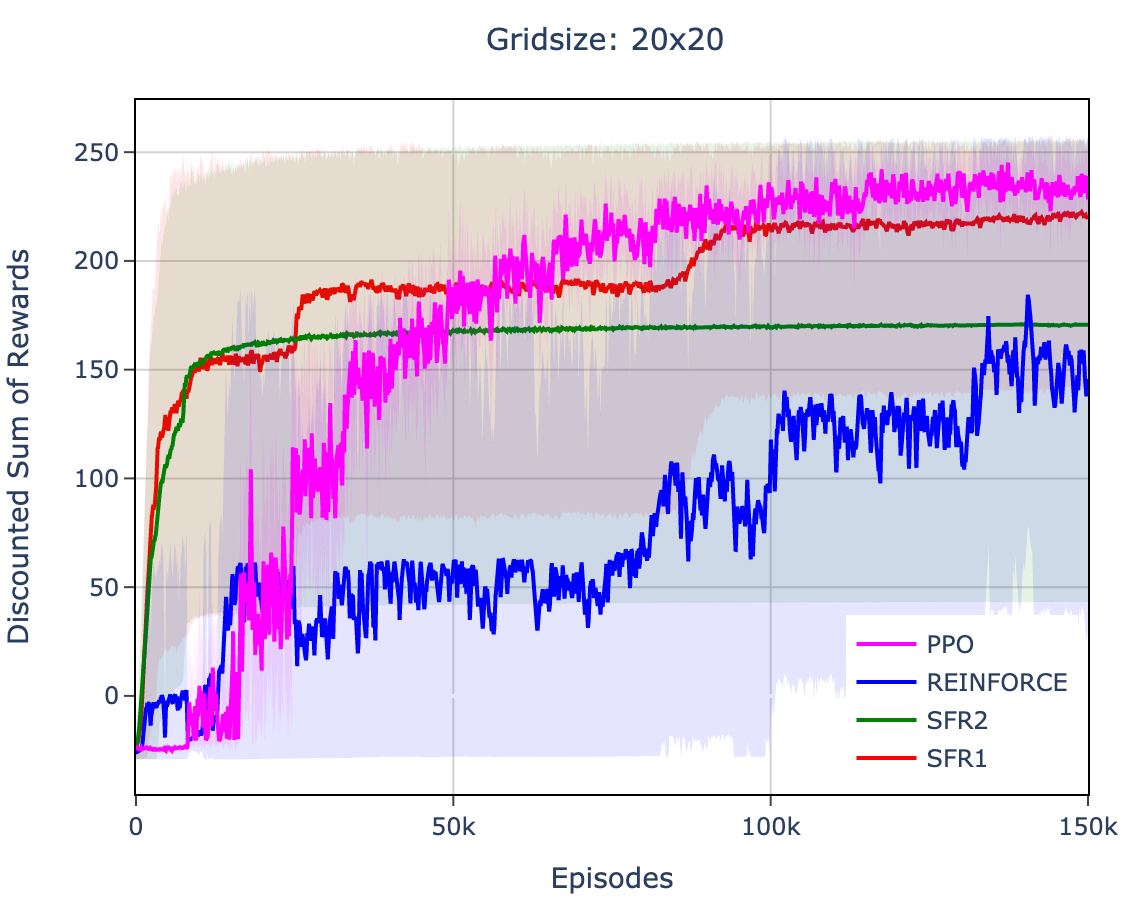 Gridsize: 20x20
Discounted Sum of Rewards
250
200
150
100
50
0
0
50k
100k
150k
Episodes
PPO
REINFORCE
SFR2
SFR1